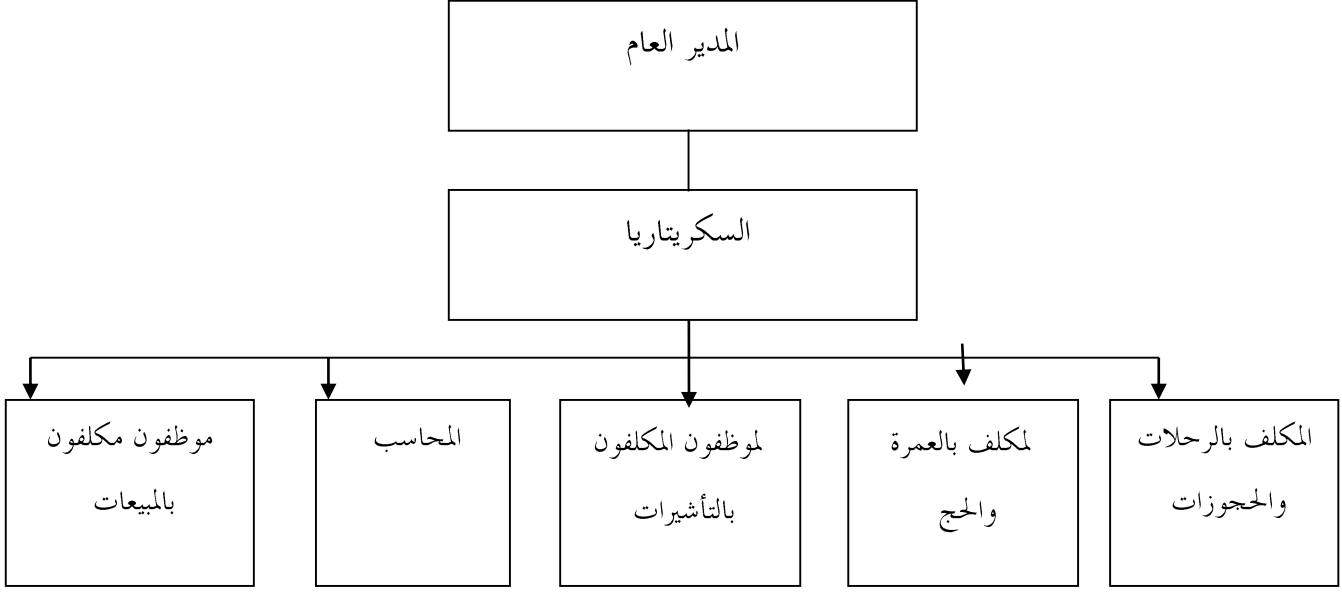 المدير العام
السكريتاريا
المكلف بالرحلات
والحجوزات
لمكلف بالعمرة
والحج
لموظفون المكلفون
بالتأشيرات
المحاسب
موظفون مكلفون
بالمبيعات